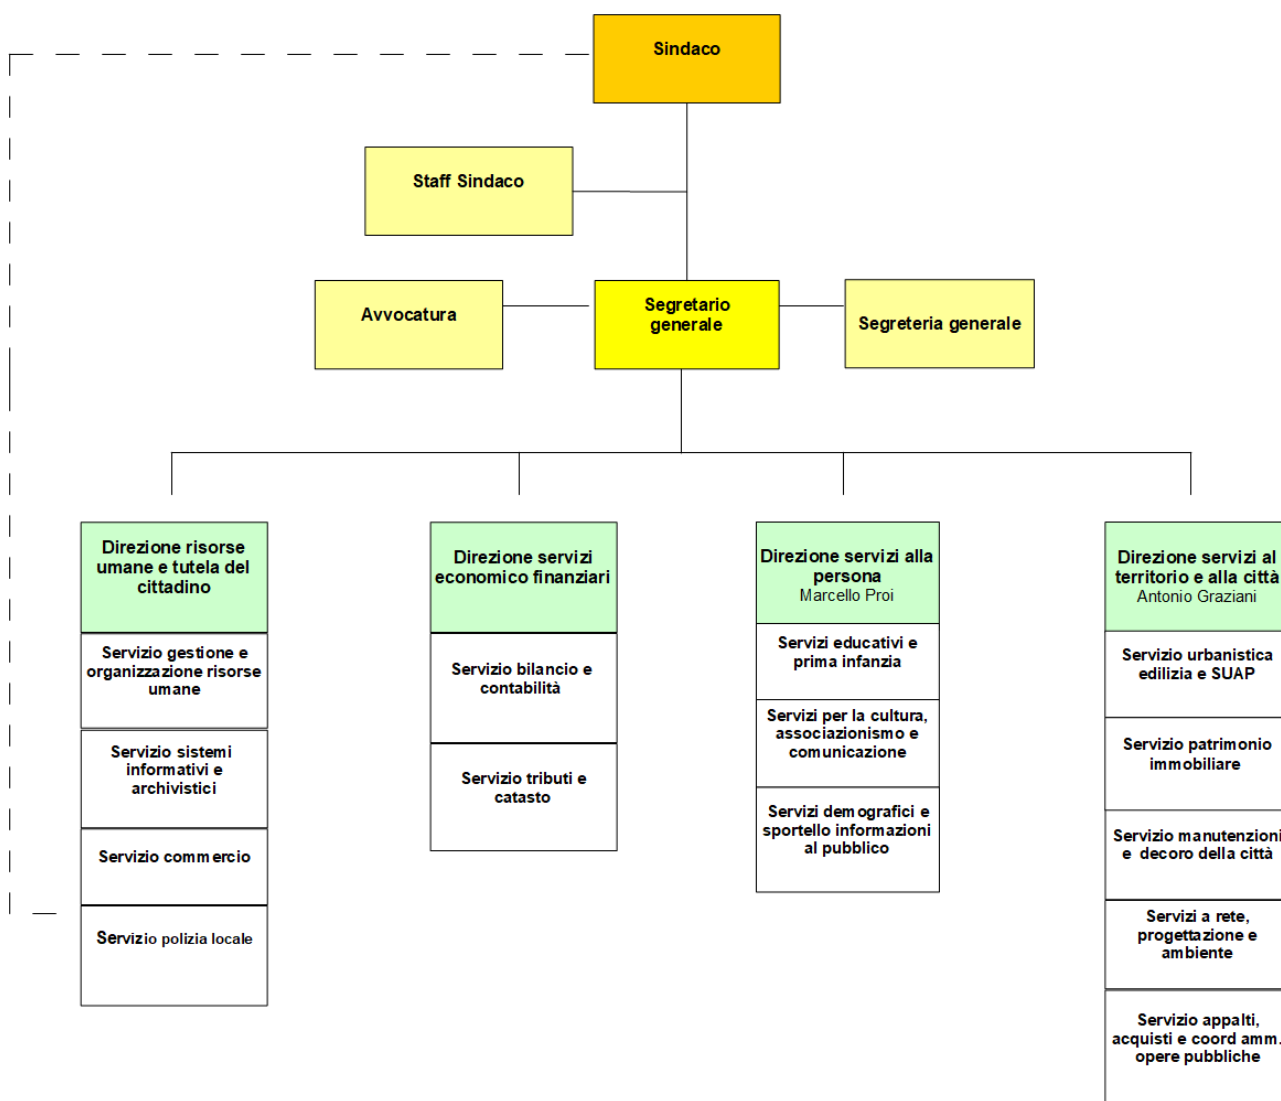 Sindaco
Staff Sindaco
Avvocatura
Segretario
generale
Segreteria generale
Direzione risorse
umane e tutela del
cittadino
Servizio gestione e
organizzazione risorse
umane
Servizio sistemi
informativi e
archivistici
Servizio commercio
Servizio polizia locale
Direzione servizi
economico finanziari
Servizio bilancio e
contabilità
Servizio tributi e
catasto
Direzione servizi alla
persona
Marcello Proi
Servizi educativi e
prima infanzia
Servizi per la cultura,
associazionismo e
comunicazione
Servizi demografici e
sportello informazioni
al pubblico
Direzione servizi al
territorio e alla città
Antonio Graziani
Servizio urbanistica
edilizia e SUAP
Servizio patrimonio
immobiliare
Servizio manutenzioni
e decoro della città
Servizi a rete,
progettazione e
ambiente
Servizio appalti,
acquisti e coord amm.
opere pubbliche